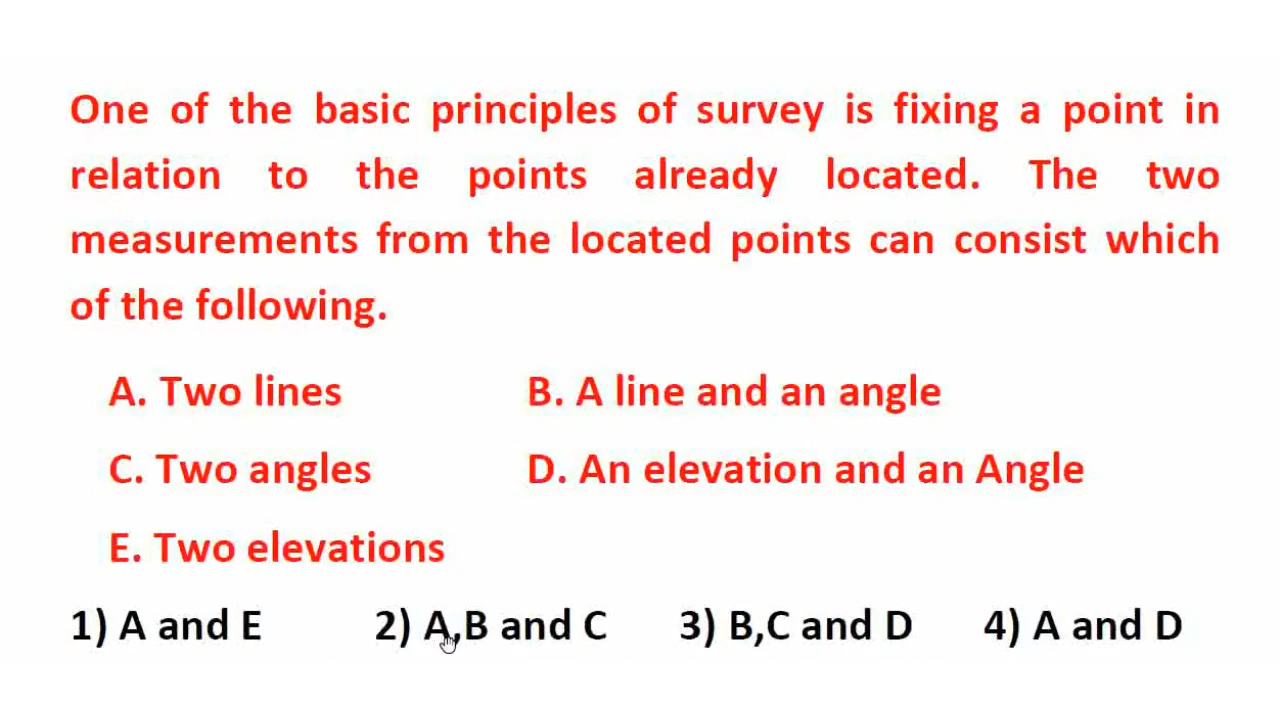 One of the basic principles of survey is fixing a point in
relation to the points already located. The two
measurements from the located points can consist which
of the following.
A. Two lines B. A line and an angle
C. Two angles D. An elevation and an Angle
E. Two elevations
1) A and E 2) A,B and C 3) B,C and D 4) A and D